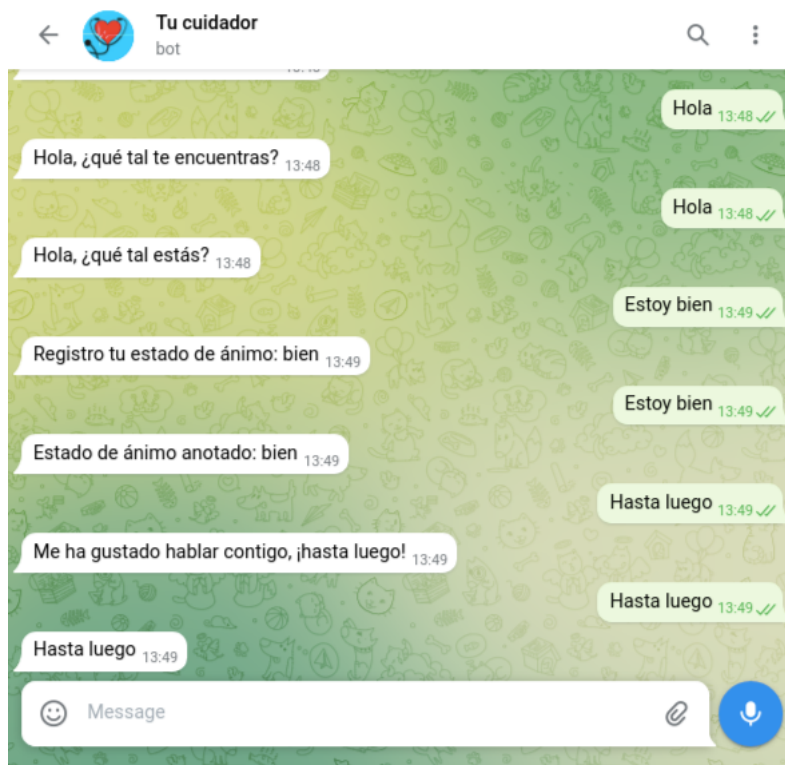 Tu cuidador
bot
Hola 13:48
Hola, ¿qué tal te encuentras? 13:48
Hola 13:48
Hola, ¿qué tal estás? 13:48
Estoy bien 13:49
Registro tu estado de ánimo: bien 13:49
Estoy bien 13:49
Estado de ánimo anotado: bien 13:49
Hasta luego 13:49
Me ha gustado hablar contigo, ¡hasta luego! 13:49
Hasta luego 13:49
Hasta luego 13:49
Message